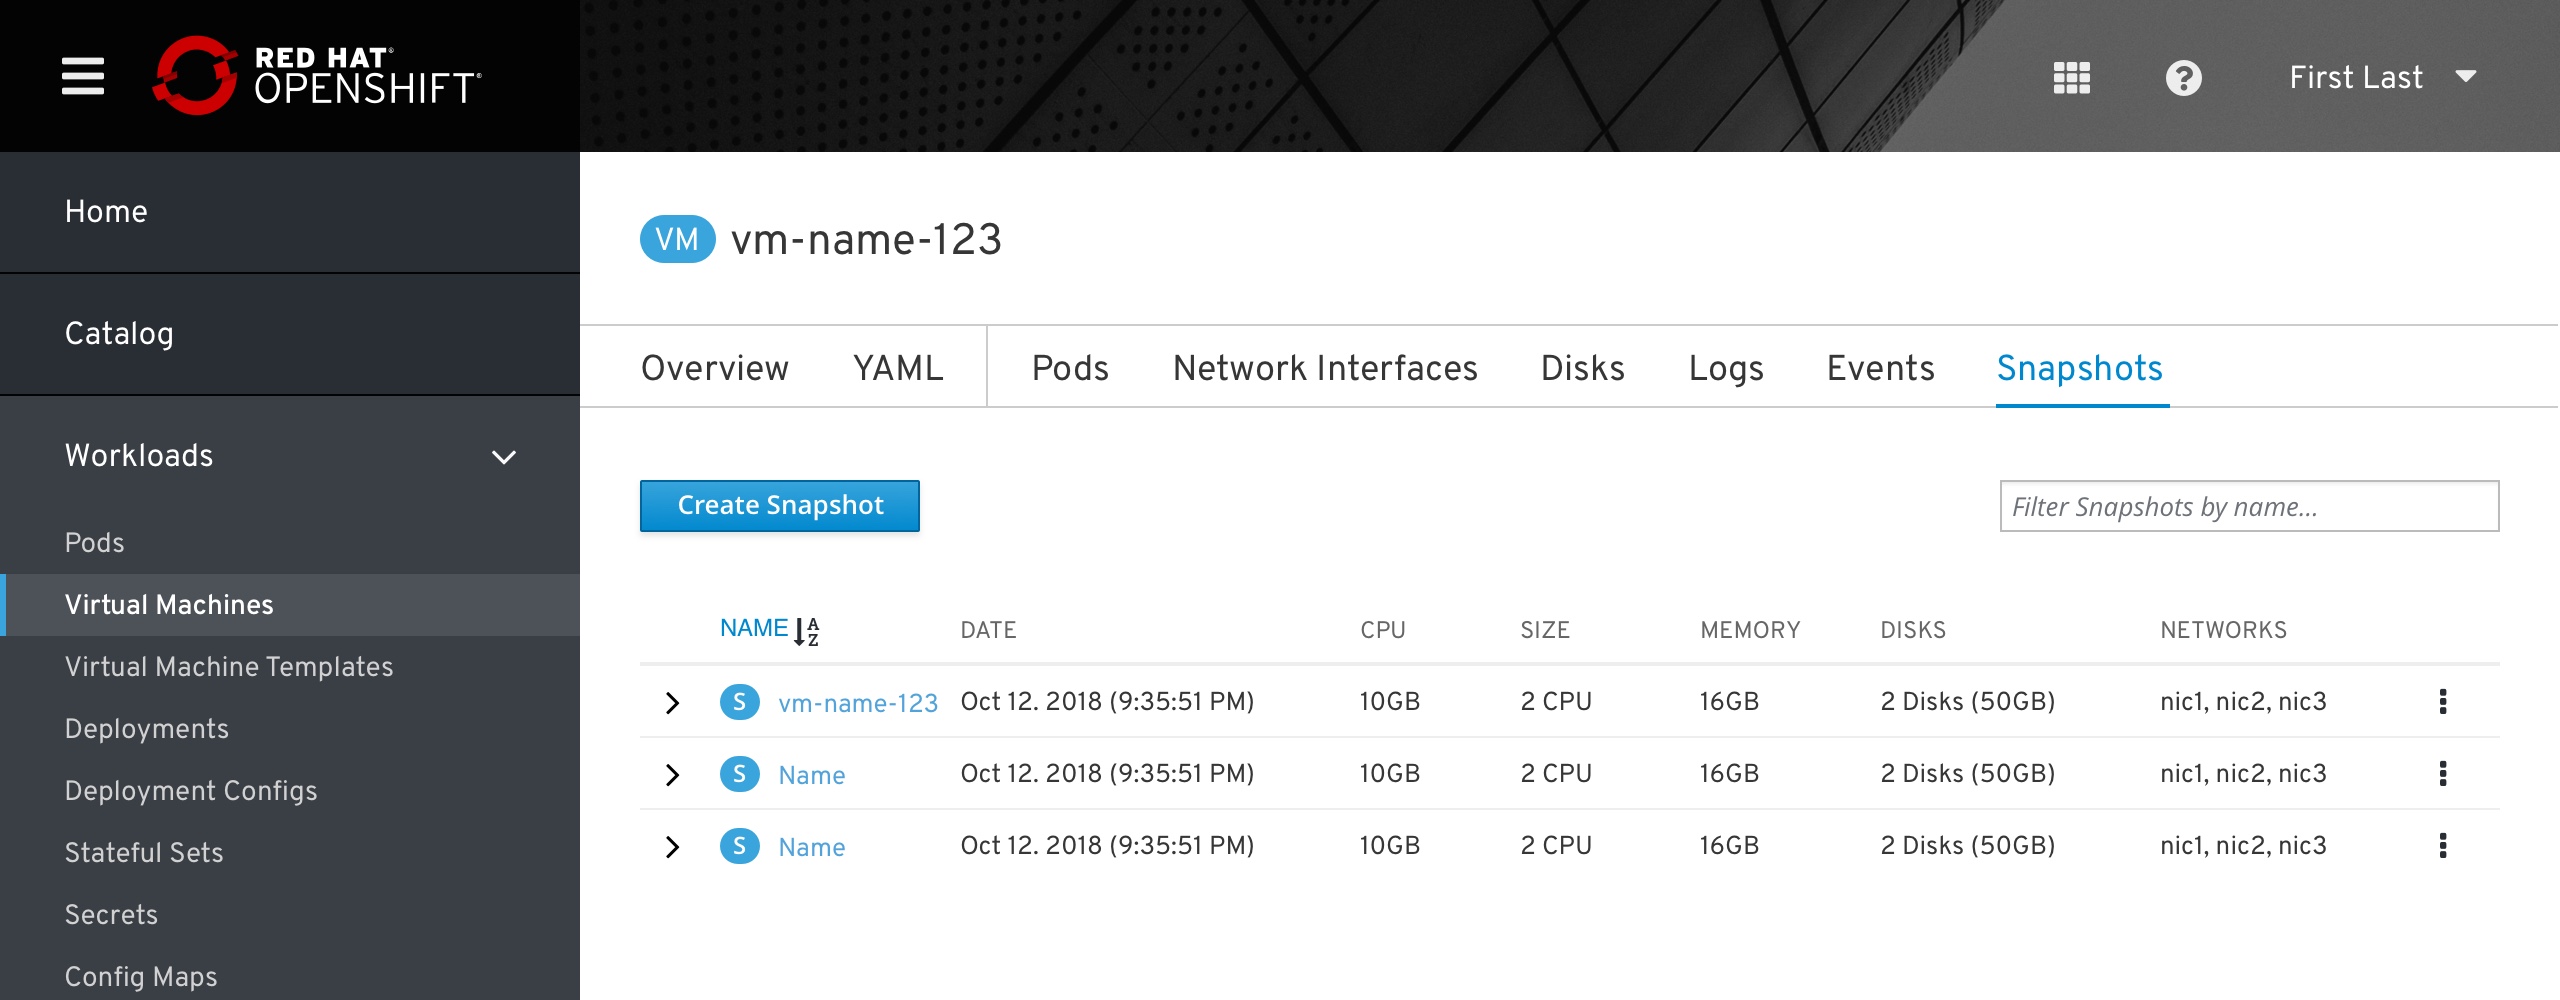 RED HAT®
OPENSHIFT®
First Last
Home
Catalog
Workloads
Pods
Virtual Machines
Virtual Machine Templates
Deployments
Deployment Configs
Stateful Sets
Secrets
Config Maps
VM vm-name-123
Overview YAML Pods Network Interfaces Disks Logs Events Snapshots
Create Snapshot Filter Snapshots by name...
NAME DATE CPU SIZE MEMORY DISKS NETWORKS
S vm-name-123 Oct 12. 2018 (9:35:51 PM) 10GB 2 CPU 16GB 2 Disks (50GB) nic1, nic2, nic3
S Name Oct 12. 2018 (9:35:51 PM) 10GB 2 CPU 16GB 2 Disks (50GB) nic1, nic2, nic3
S Name Oct 12. 2018 (9:35:51 PM) 10GB 2 CPU 16GB 2 Disks (50GB) nic1, nic2, nic3